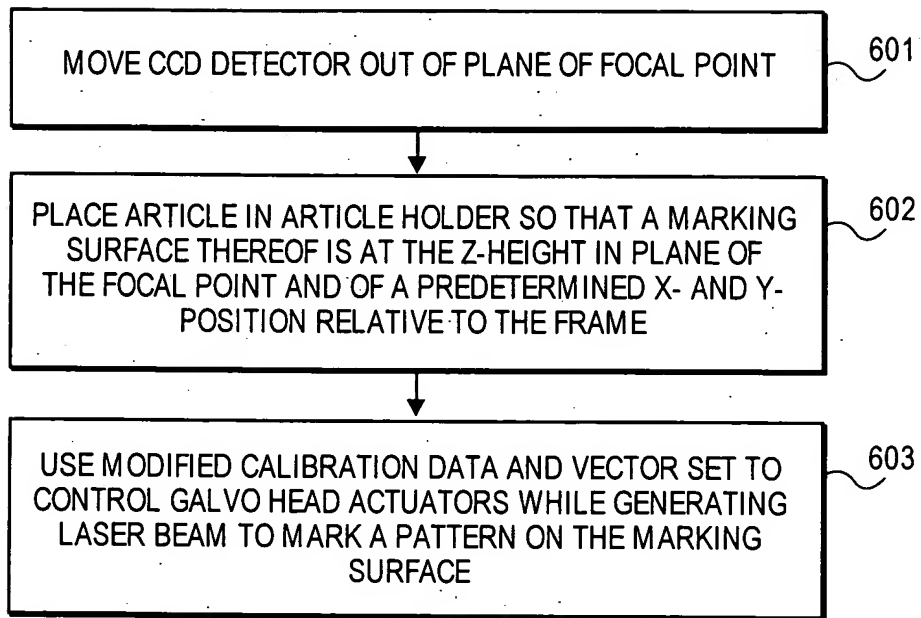 MOVE CCD DETECTOR OUT OF PLANE OF FOCAL POINT
601
PLACE ARTICLE IN ARTICLE HOLDER SO THAT A MARKING
SURFACE THEREOF IS AT THE Z-HEIGHT IN PLANE OF
THE FOCAL POINT AND OF A PREDETERMINED X- AND Y-
POSITION RELATIVE TO THE FRAME
602
USE MODIFIED CALIBRATION DATA AND VECTOR SET TO
CONTROL GALVO HEAD ACTUATORS WHILE GENERATING
LASER BEAM TO MARK A PATTERN ON THE MARKING
SURFACE
603